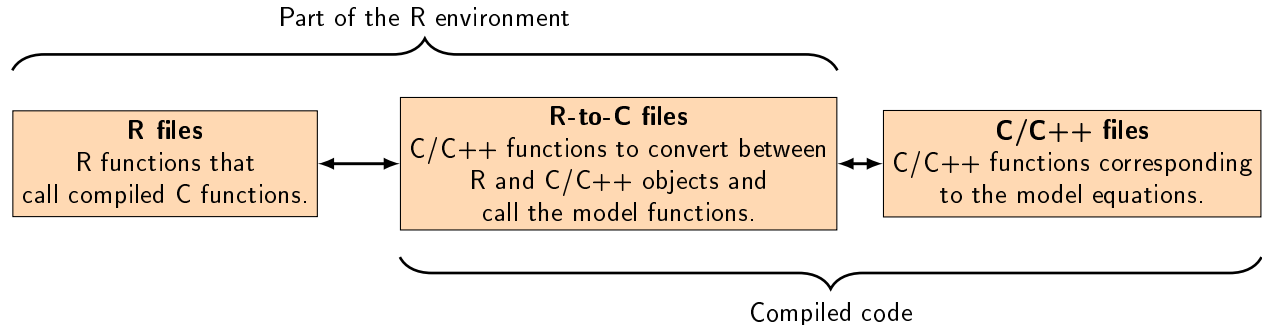 Part of the R environment
R files
R functions that
call compiled C functions.
R-to-C files
C/C++ functions to convert between
R and C/C++ objects and
call the model functions.
C/C++ files
C/C++ functions corresponding
to the model equations.
Compiled code